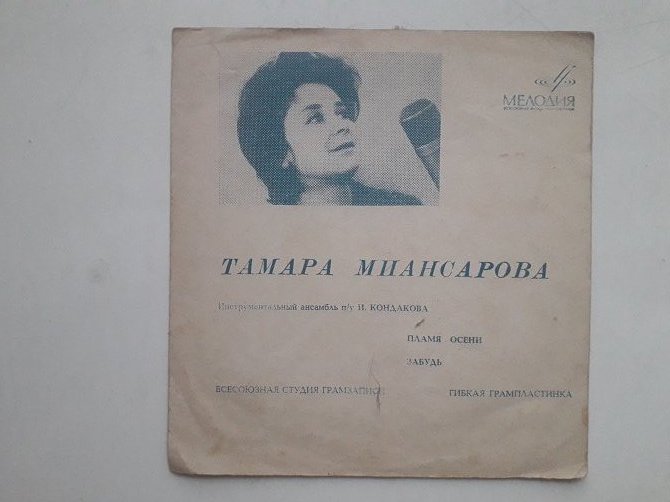 МЕЛОДИЯ
ТАМАРА МИАНСАРОВА
Инструментальный ансамбль п/у И. КОНДАКОВА
ПЛАМЯ ОСЕНИ
ЗАБУДЬ
ВСЕСОЮЗНАЯ СТУДИЯ ГРАМЗАПИСИ
ГИБКАЯ ГРАМПЛАСТИНКА